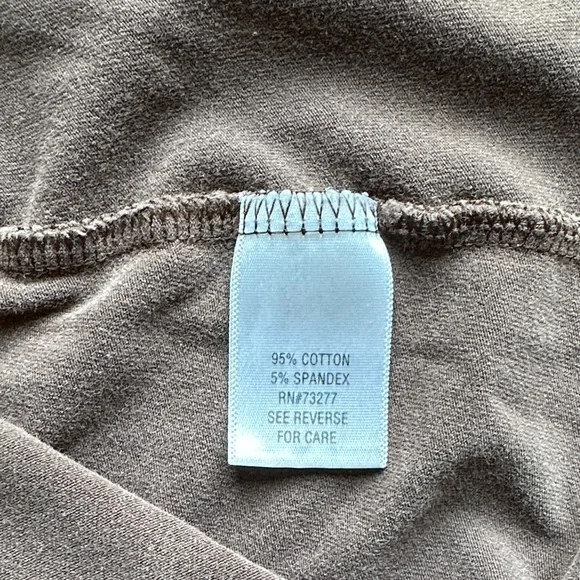 95% COTTON
5% SPANDEX
RN#73277
SEE REVERSE
FOR CARE